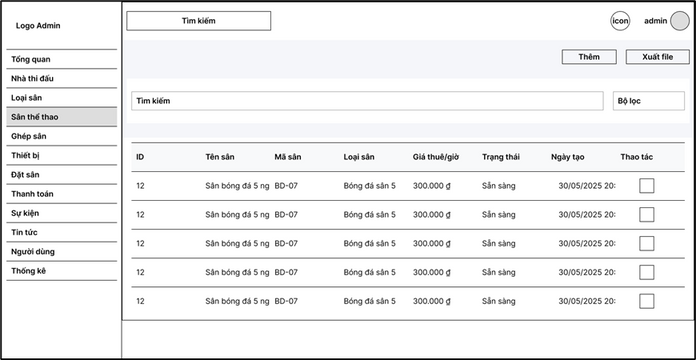 Logo Admin
Tìm kiếm
icon
admin
Tổng quan
Nhà thi đấu
Loại sân
Sân thể thao
Ghép sân
Thiết bị
Đặt sân
Thanh toán
Sự kiện
Tin tức
Người dùng
Thống kê
Thêm
Xuất file
Tìm kiếm
Bộ lọc
ID Tên sân Mã sân Loại sân Giá thuê/giờ Trạng thái Ngày tạo Thao tác
12 Sân bóng đá 5 ng BD-07 Bóng đá sân 5 300.000 ₫ Sẵn sàng 30/05/2025 20:
12 Sân bóng đá 5 ng BD-07 Bóng đá sân 5 300.000 ₫ Sẵn sàng 30/05/2025 20:
12 Sân bóng đá 5 ng BD-07 Bóng đá sân 5 300.000 ₫ Sẵn sàng 30/05/2025 20:
12 Sân bóng đá 5 ng BD-07 Bóng đá sân 5 300.000 ₫ Sẵn sàng 30/05/2025 20:
12 Sân bóng đá 5 ng BD-07 Bóng đá sân 5 300.000 ₫ Sẵn sàng 30/05/2025 20: